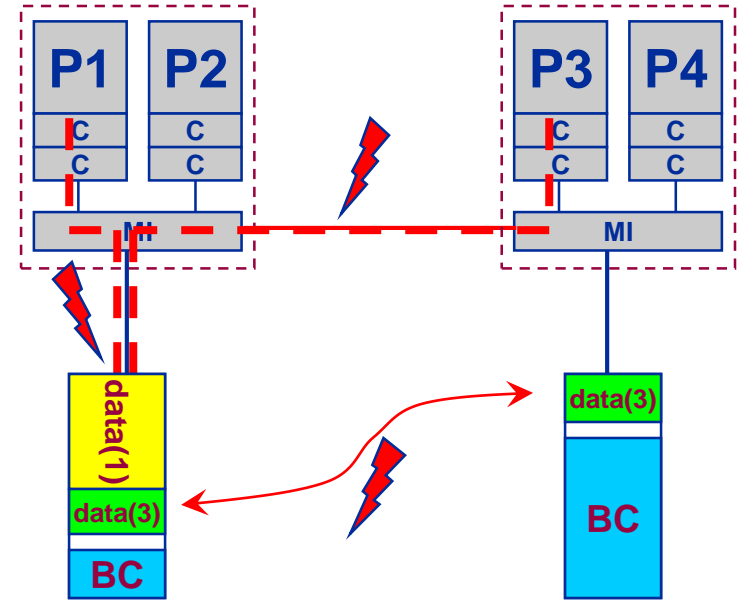 P1 P2 P3 P4
C C C C
C C C C
MI MI
data(1)
data(3)
data(3)
BC
BC